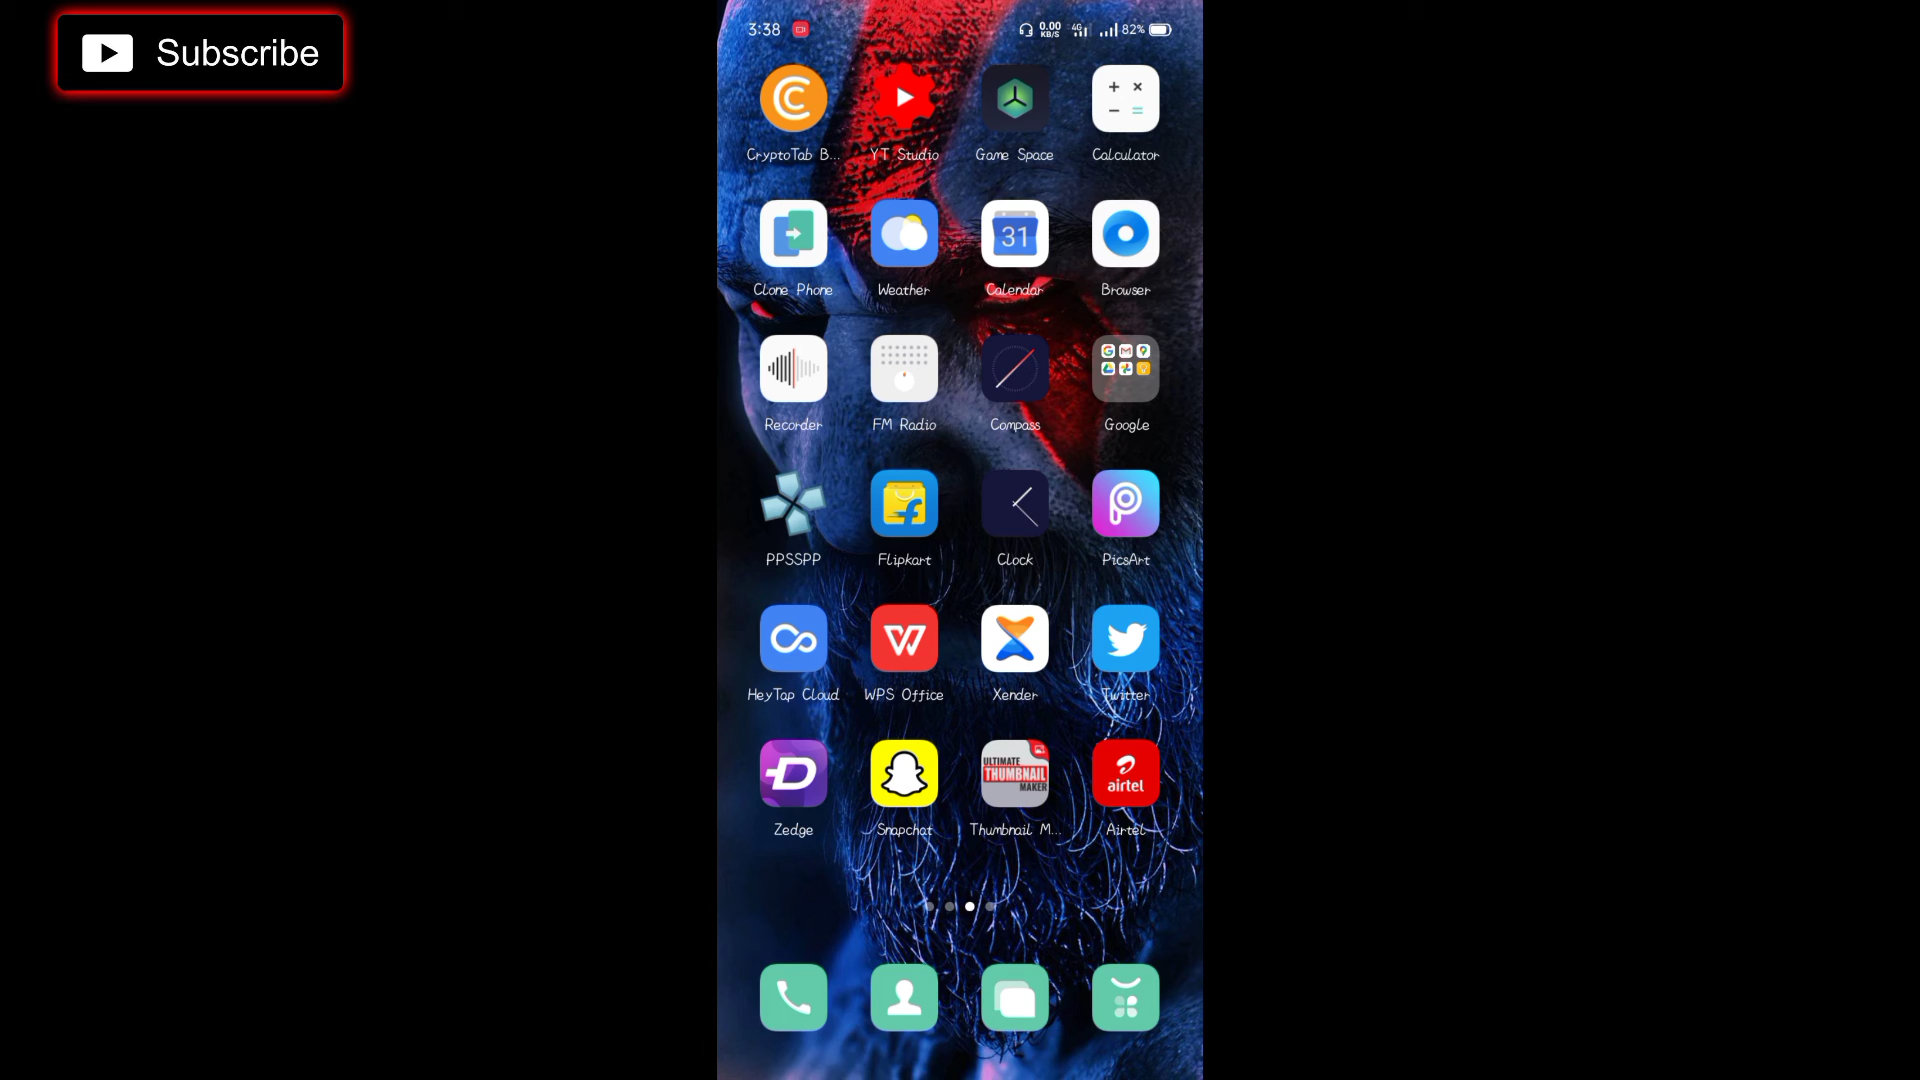 Subscribe
3:38 0.00 KB/S 4G 82%
CryptoTab B... YT Studio Game Space Calculator
31
Clone Phone Weather Calendar Browser
Recorder FM Radio Compass Google
PPSSPP Flipkart Clock PicsArt
HeyTap Cloud WPS Office Xender Twitter
ULTIMATE THUMBNAIL MAKER airtel
Zedge Snapchat Thumbnail M... Airtel